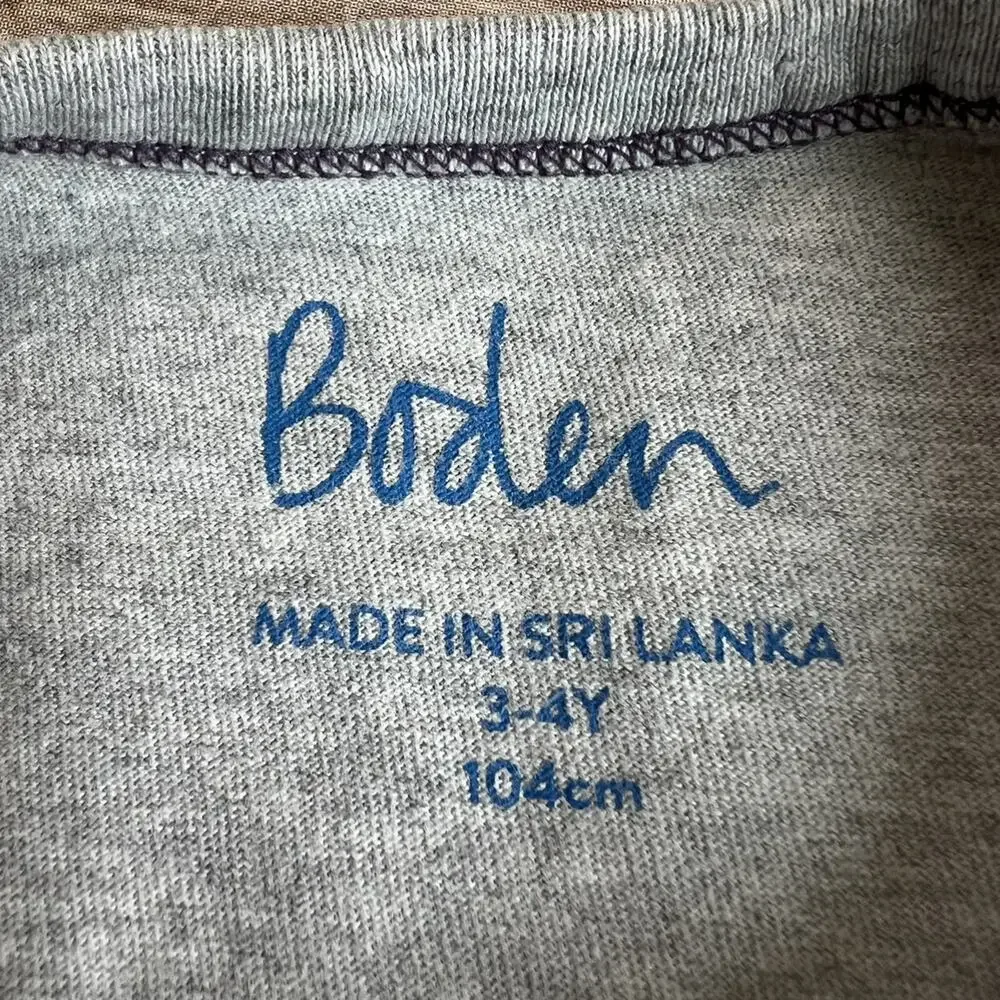 Boden
MADE IN SRI LANKA
3-4Y
104cm